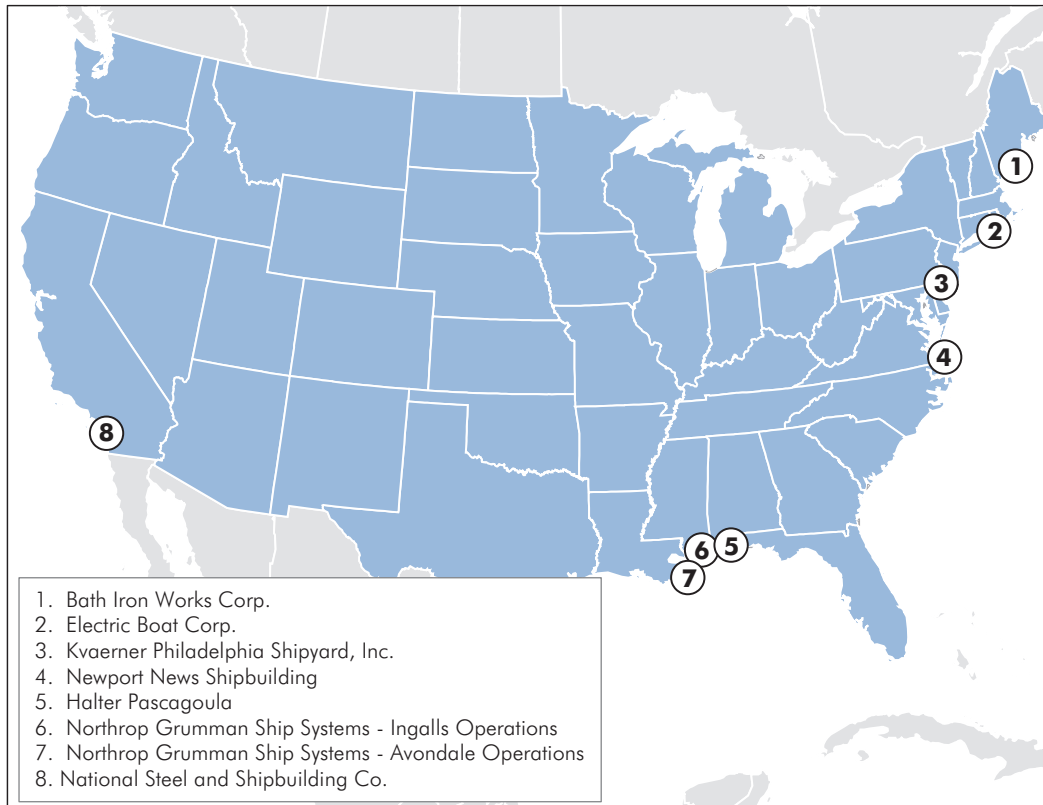 1
2
3
4
8
6
5
7
1. Bath Iron Works Corp.
2. Electric Boat Corp.
3. Kvaerner Philadelphia Shipyard, Inc.
4. Newport News Shipbuilding
5. Halter Pascagoula
6. Northrop Grumman Ship Systems - Ingalls Operations
7. Northrop Grumman Ship Systems - Avondale Operations
8. National Steel and Shipbuilding Co.